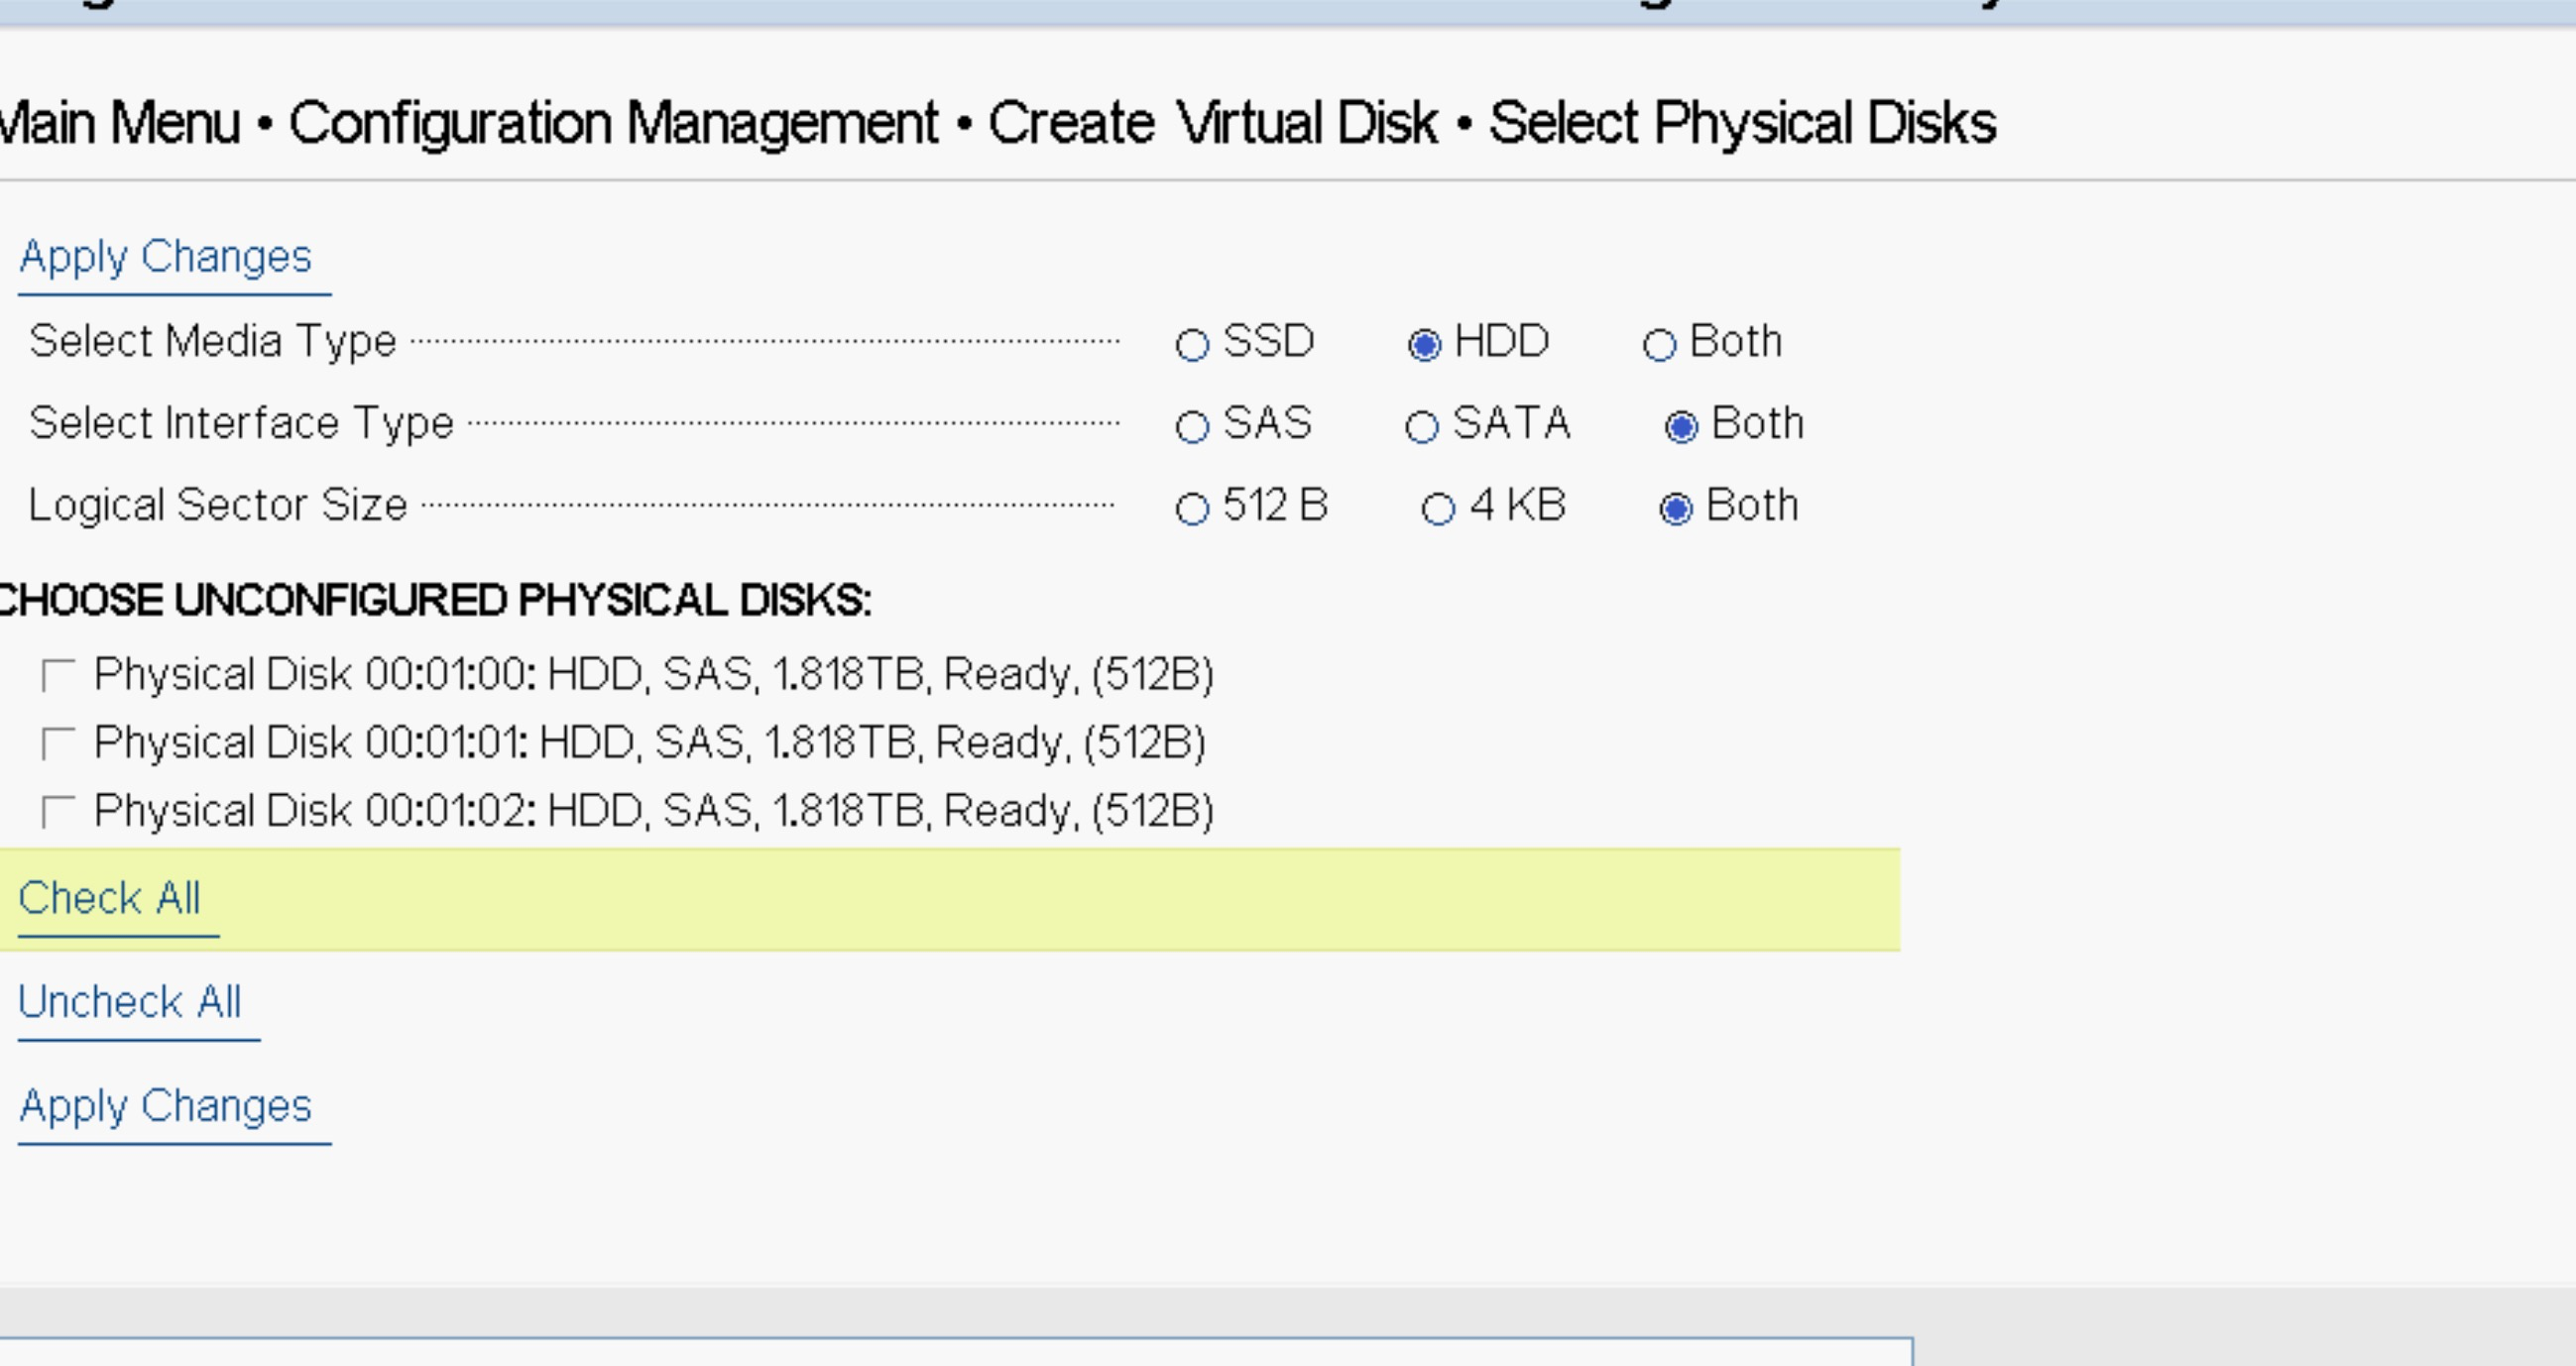 Main Menu • Configuration Management • Create Virtual Disk • Select Physical Disks
Apply Changes
Select Media Type SSD HDD Both
Select Interface Type SAS SATA Both
Logical Sector Size 512 B 4 KB Both
CHOOSE UNCONFIGURED PHYSICAL DISKS:
Physical Disk 00:01:00: HDD, SAS, 1.818TB, Ready, (512B)
Physical Disk 00:01:01: HDD, SAS, 1.818TB, Ready, (512B)
Physical Disk 00:01:02: HDD, SAS, 1.818TB, Ready, (512B)
Check All
Uncheck All
Apply Changes